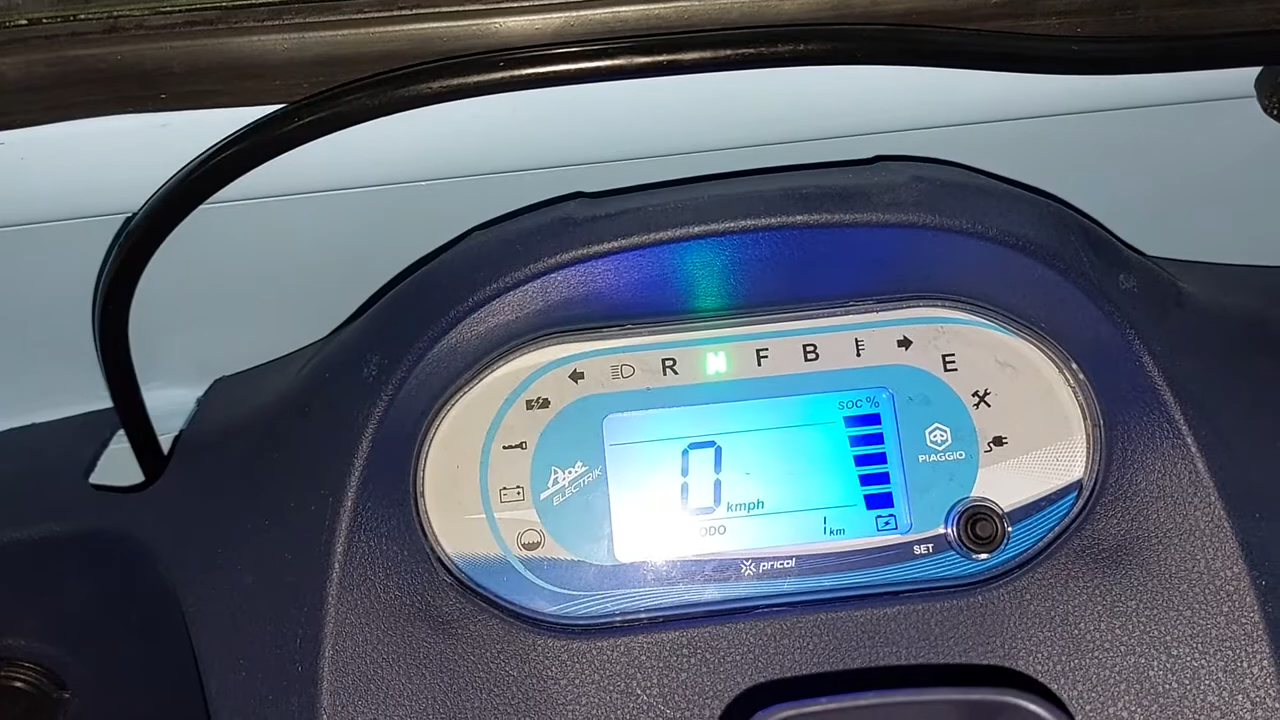 R N F B E
SOC %
Ape
ELECTRIK
PIAGGIO
0 kmph
ODO 1 km
SET
pricol